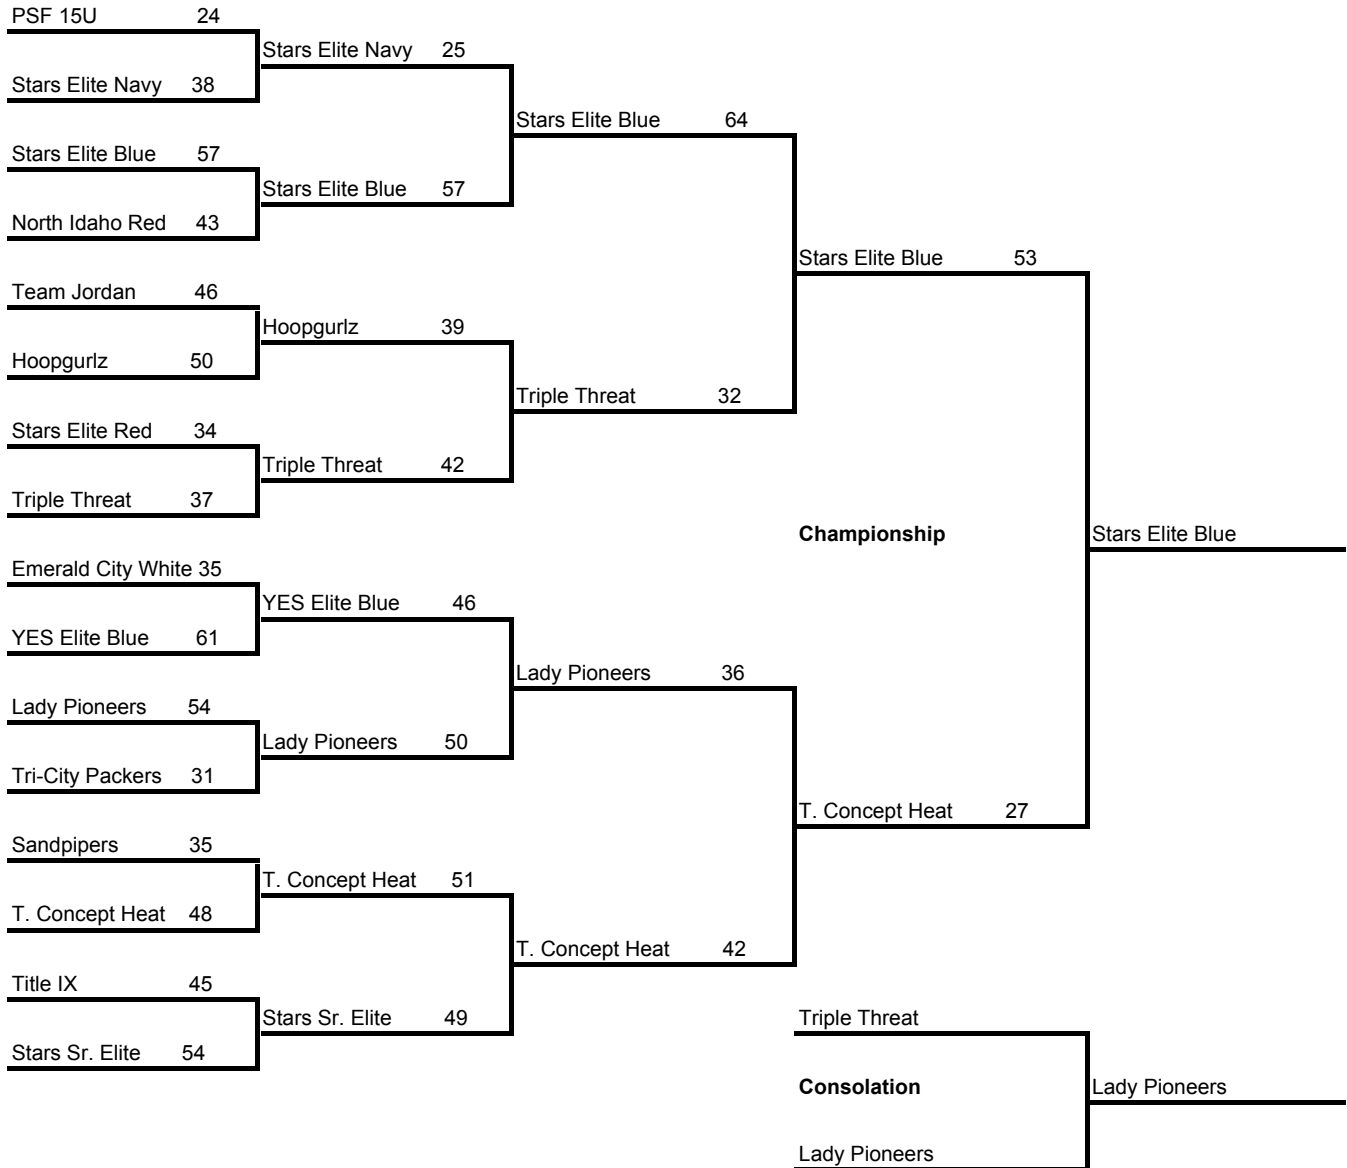 PSF 15U 24
Stars Elite Navy 25
Stars Elite Navy 38
Stars Elite Blue 64
Stars Elite Blue 57
Stars Elite Blue 57
North Idaho Red 43
Stars Elite Blue 53
Team Jordan 46
Hoopgurlz 39
Hoopgurlz 50
Triple Threat 32
Stars Elite Red 34
Triple Threat 42
Triple Threat 37
Championship
Stars Elite Blue
Emerald City White 35
YES Elite Blue 46
YES Elite Blue 61
Lady Pioneers 36
Lady Pioneers 54
Lady Pioneers 50
Tri-City Packers 31
T. Concept Heat 27
Sandpipers 35
T. Concept Heat 51
T. Concept Heat 48
T. Concept Heat 42
Title IX 45
Stars Sr. Elite 49
Triple Threat
Stars Sr. Elite 54
Consolation
Lady Pioneers
Lady Pioneers